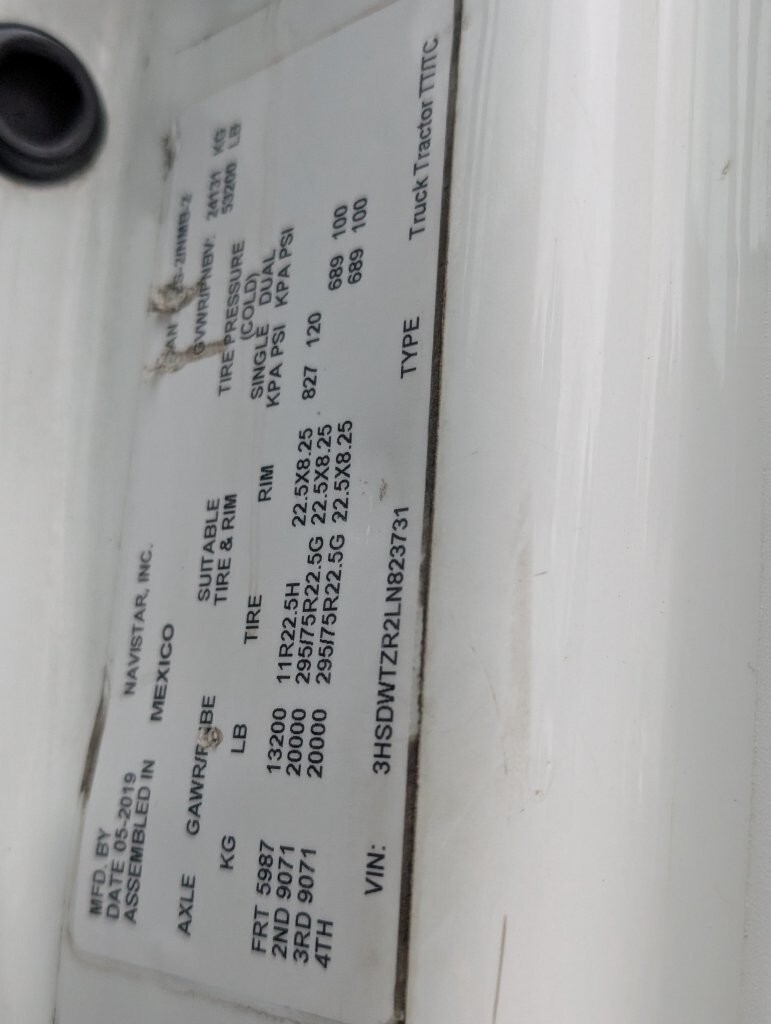 MFD. BY NAVISTAR, INC.
DATE 05-2019
ASSEMBLED IN MEXICO
GVWR/PNBV: 24131 KG
53200 LB
AXLE GAWR/PNBE SUITABLE TIRE PRESSURE
TIRE & RIM (COLD)
KG LB SINGLE DUAL
TIRE RIM KPA PSI KPA PSI
FRT 5987 13200 11R22.5H 22.5X8.25 827 120
2ND 9071 20000 295/75R22.5G 22.5X8.25 689 100
3RD 9071 20000 295/75R22.5G 22.5X8.25 689 100
4TH
VIN: 3HSDWTZR2LN823731 TYPE Truck Tractor TT/TC